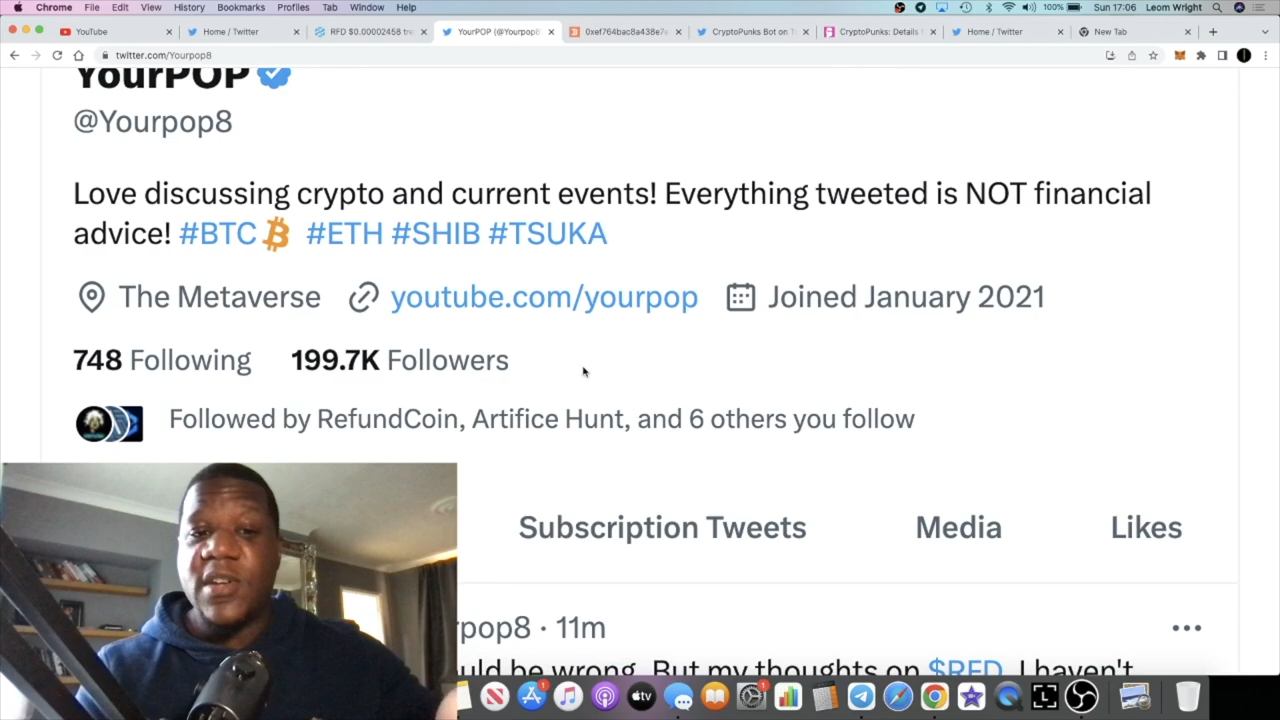 Chrome File Edit View History Bookmarks Profiles Tab Window Help 100% Sun 17:06 Leom Wright
YouTube Home / Twitter RFD $0.00002458 YourPOP (@Yourpop8 CryptoPunks Bot on CryptoPunks: Details Home / Twitter New Tab
twitter.com/Yourpop8
YourPOP
@Yourpop8
Love discussing crypto and current events! Everything tweeted is NOT financial
advice! #BTC #ETH #SHIB #TSUKA
The Metaverse youtube.com/yourpop Joined January 2021
748 Following 199.7K Followers
Followed by RefundCoin, Artifice Hunt, and 6 others you follow
Subscription Tweets Media Likes
rpop8 · 11m
uld be wrong. But my thoughts on $RFD. I haven't
tv